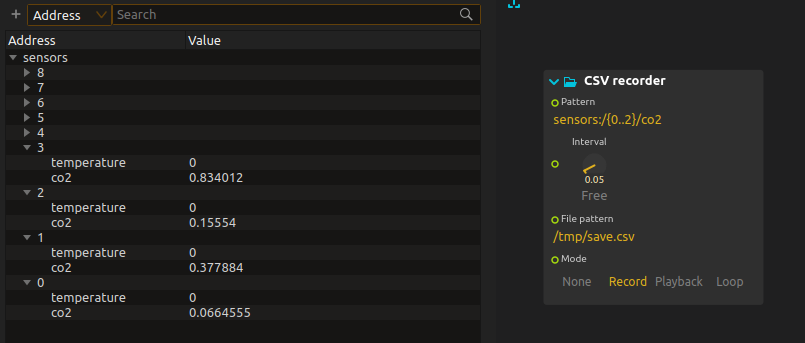 + Address Search
Address Value
sensors
8
7
6
5
4
3
temperature 0
co2 0.834012
2
temperature 0
co2 0.15554
1
temperature 0
co2 0.377884
0
temperature 0
co2 0.0664555
CSV recorder
Pattern
sensors:/{0..2}/co2
Interval
0.05
Free
File pattern
/tmp/save.csv
Mode
None Record Playback Loop